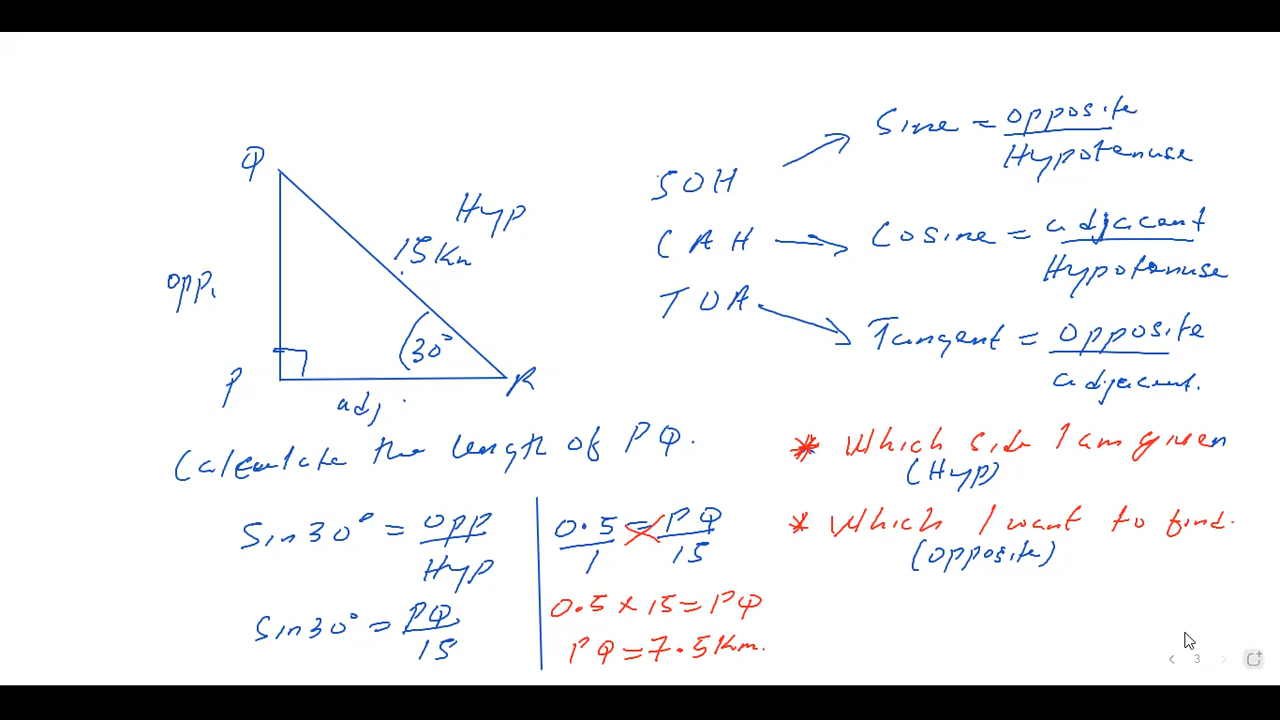 Q
Hyp
15Km
opp.
30°
P
R
adj
SOH
CAH
TOA
Sine = opposite / Hypotenuse
Cosine = adjacent / Hypotenuse
Tangent = opposite / adjacent.
Calculate the length of PQ.
Sin30° = opp / Hyp
Sin30° = PQ / 15
0.5 / 1 = PQ / 15
0.5 × 15 = PQ
PQ = 7.5Km.
* Which side I am given
(Hyp)
* Which I want to find.
(opposite)
3